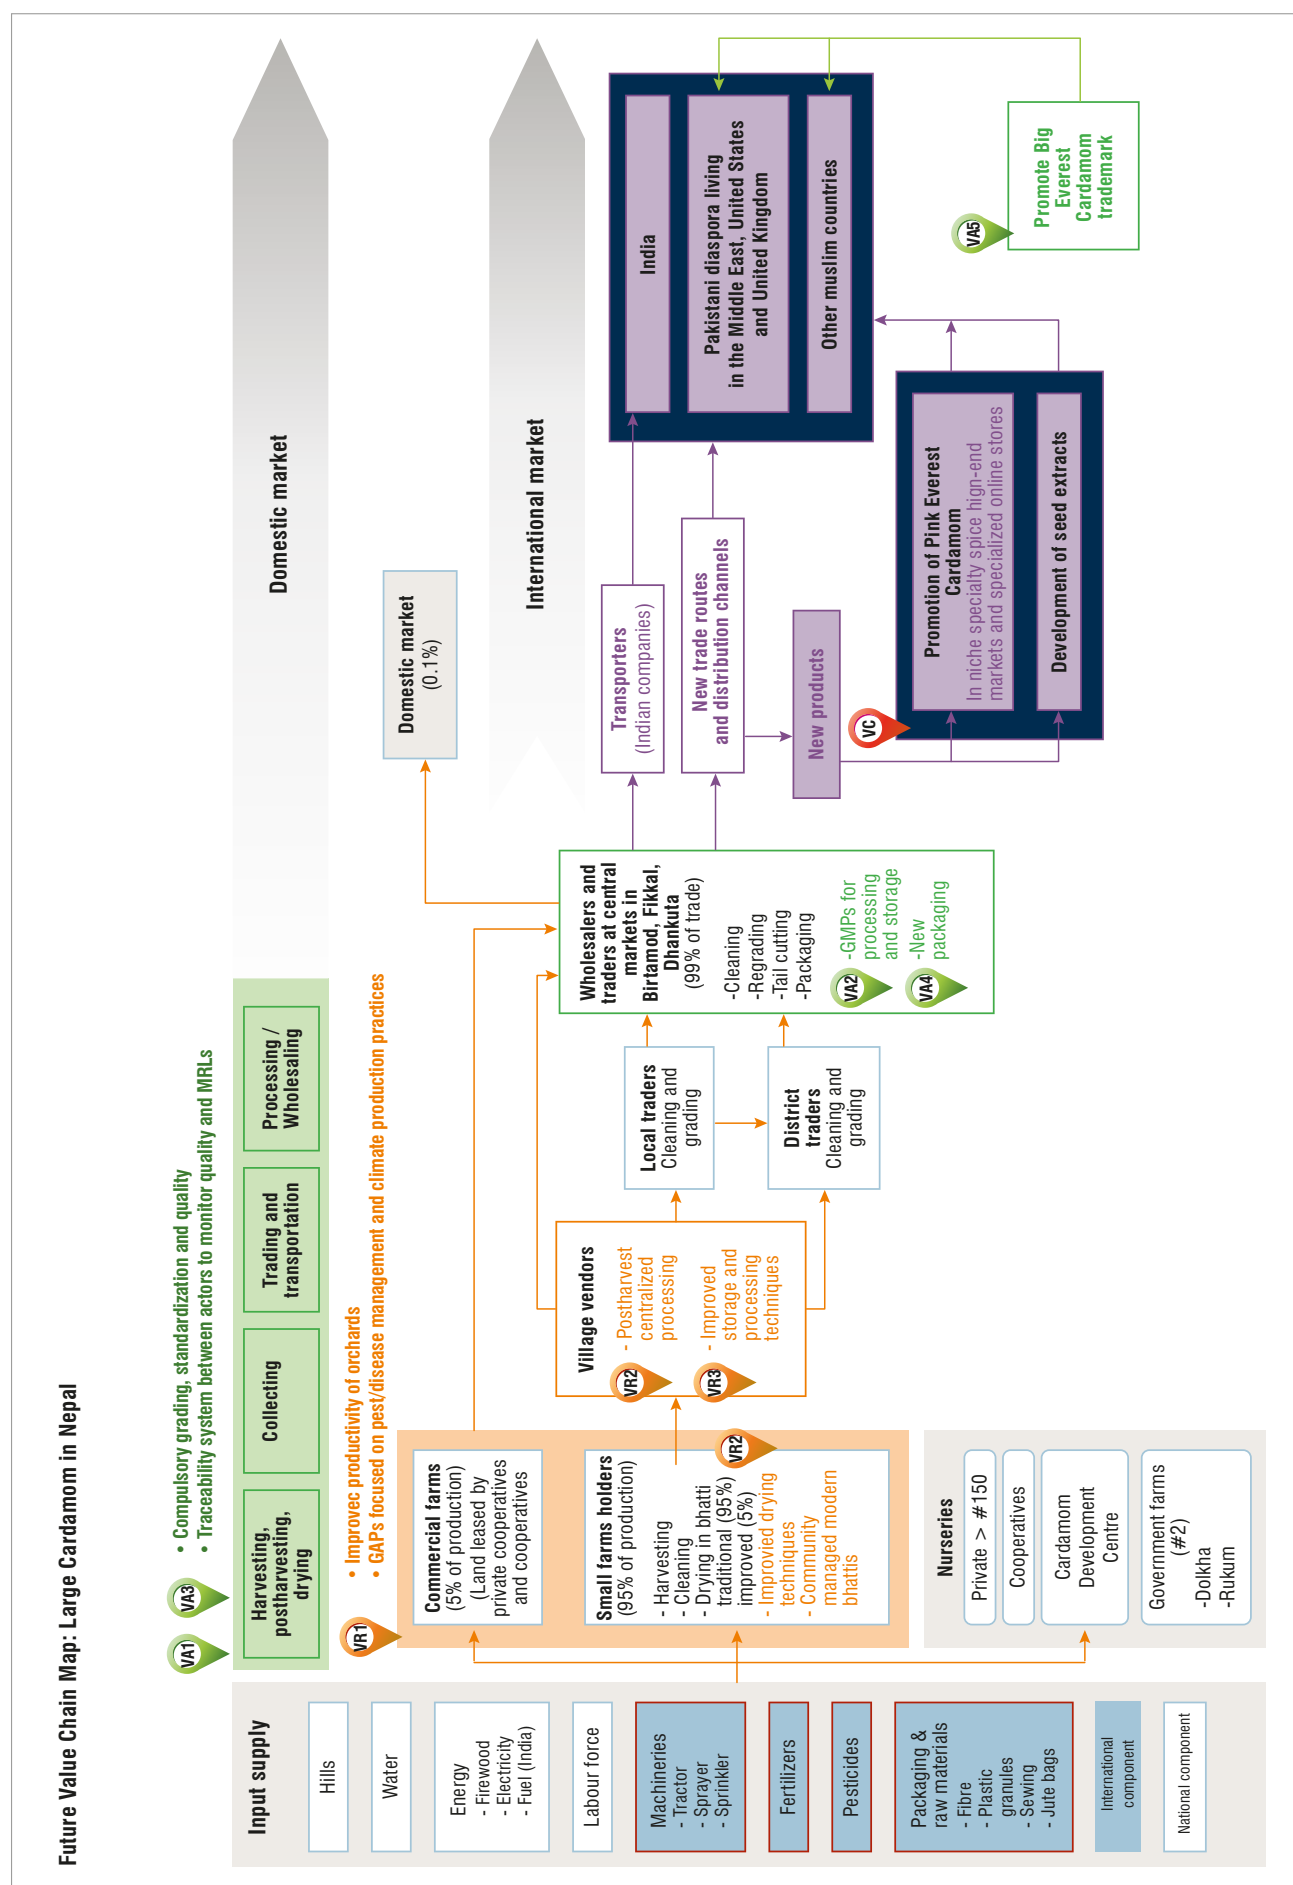 Future Value Chain Map: Large Cardamom in Nepal
VA1
VA3
• Compulsory grading, standardization and quality
• Traceability system between actors to monitor quality and MRLs
Harvesting,
postharvesting,
drying
Collecting
Trading and
transportation
Processing /
Wholesaling
Domestic market
VR1
• Improvec productivity of orchards
• GAPs focused on pest/disease management and climate production practices
International market
Input supply
Hills
Water
Energy
- Firewood
- Electricity
- Fuel (India)
Labour force
Machineries
- Tractor
- Sprayer
- Sprinkler
Fertilizers
Pesticides
Packaging &
raw materials
- Fibre
- Plastic
granules
- Sewing
- Jute bags
International
component
National component
Commercial farms
(5% of production)
(Land leased by
private cooperatives
and cooperatives
Small farms holders
(95% of production)
- Harvesting
- Cleaning
- Drying in bhatti
traditional (95%)
improved (5%)
- Improvied drying
techniques
- Community
managed modern
bhattis
VR2
Nurseries
Private > #150
Cooperatives
Cardamom
Development
Centre
Government farms
(#2)
-Dolkha
-Rukum
Village vendors
VR2
- Postharvest
centralized
processing
VR3
- Improved
storage and
processing
techniques
Local traders
Cleaning and
grading
District
traders
Cleaning and
grading
Wholesalers and
traders at central
markets in
Birtamod, Fikkal,
Dhankuta
(99% of trade)
-Cleaning
-Regrading
-Tail cutting
-Packaging
VA2
-GMPs for
processing
and storage
VA4
-New
packaging
Domestic market
(0.1%)
Transporters
(Indian companies)
New trade routes
and distribution channels
New products
VC
Promotion of Pink Everest
Cardamom
In niche specialty spice hign-end
markets and specialized online stores
Development of seed extracts
India
Pakistani diaspora living
in the Middle East, United States
and United Kingdom
Other muslim countries
VA5
Promote Big
Everest
Cardamom
trademark